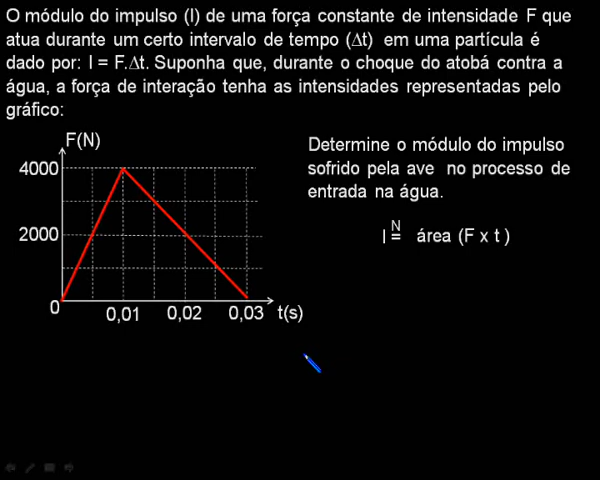 O módulo do impulso (I) de uma força constante de intensidade F que
atua durante um certo intervalo de tempo (Δt) em uma partícula é
dado por: I = F.Δt. Suponha que, durante o choque do atobá contra a
água, a força de interação tenha as intensidades representadas pelo
gráfico:
F(N)
4000
2000
0
0,01
0,02
0,03
t(s)
Determine o módulo do impulso
sofrido pela ave no processo de
entrada na água.
N
I = área (F x t )